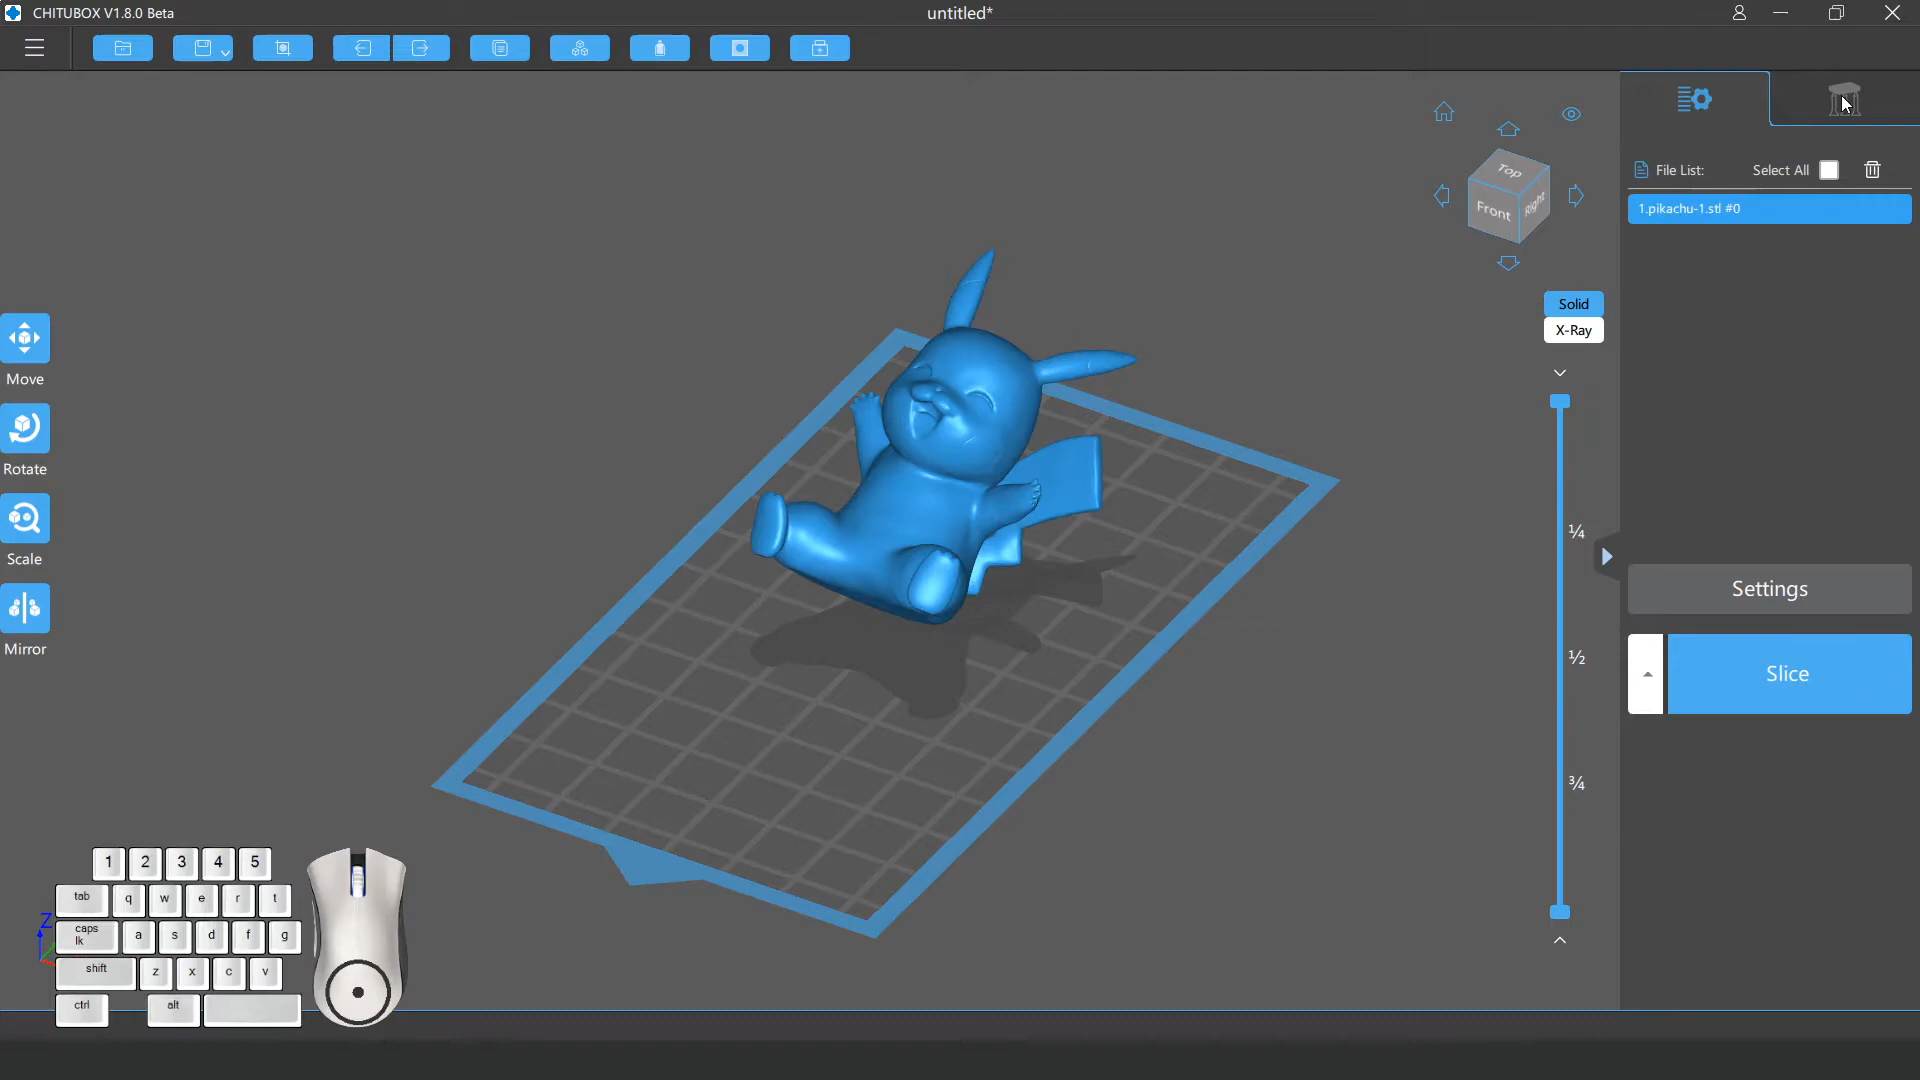 CHITUBOX V1.8.0 Beta
untitled*
File List:
Select All
1.pikachu-1.stl #0
Top
Front
Right
Solid
X-Ray
Move
Rotate
Scale
Mirror
¼
½
¾
Settings
Slice
1 2 3 4 5
tab q w e r t
caps lk a s d f g
shift z x c v
ctrl alt
Z